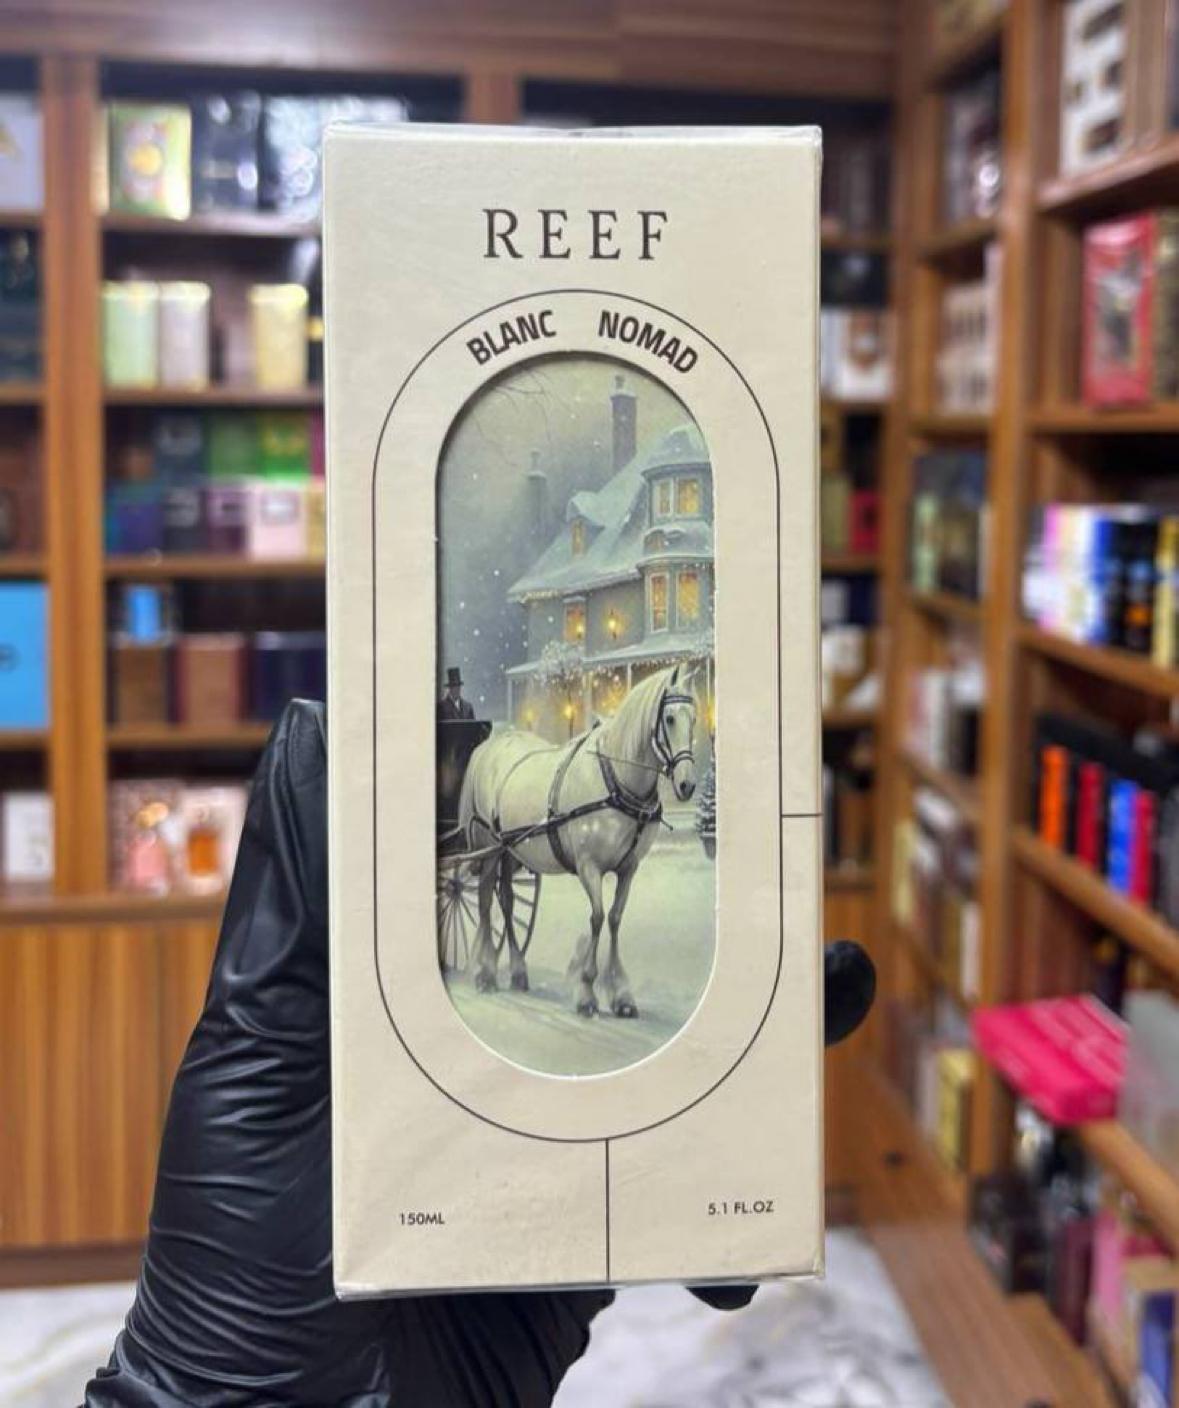 REEF
BLANC NOMAD
150ML
5.1 FL.OZ